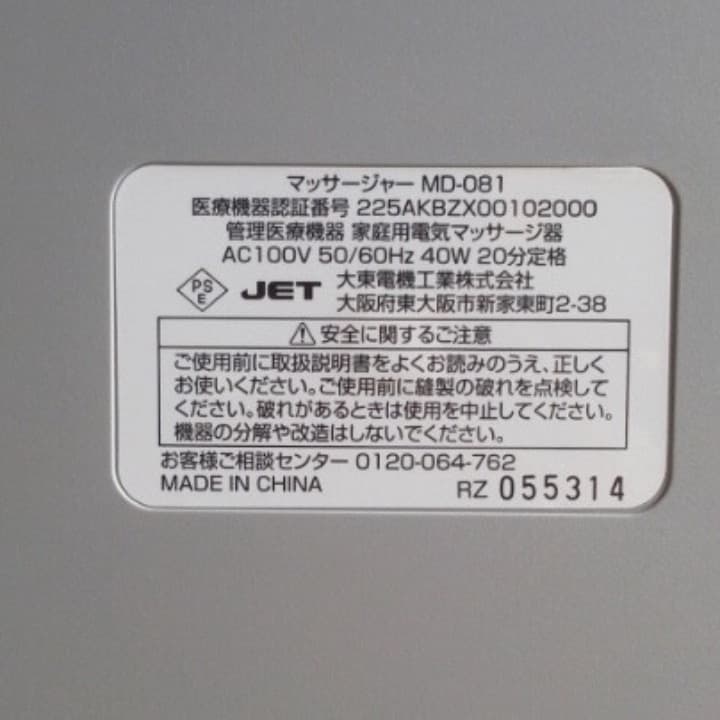 マッサージャー MD-081
医療機器認証番号 225AKBZX00102000
管理医療機器 家庭用電気マッサージ器
AC100V 50/60Hz 40W 20分定格
PS
E
JET
大東電機工業株式会社
大阪府東大阪市新家東町2-38
安全に関するご注意
ご使用前に取扱説明書をよくお読みのうえ、正しく
お使いください。ご使用前に縫製の破れを点検して
ください。破れがあるときは使用を中止してください。
機器の分解や改造はしないでください。
お客様ご相談センター 0120-064-762
MADE IN CHINA
RZ 055314